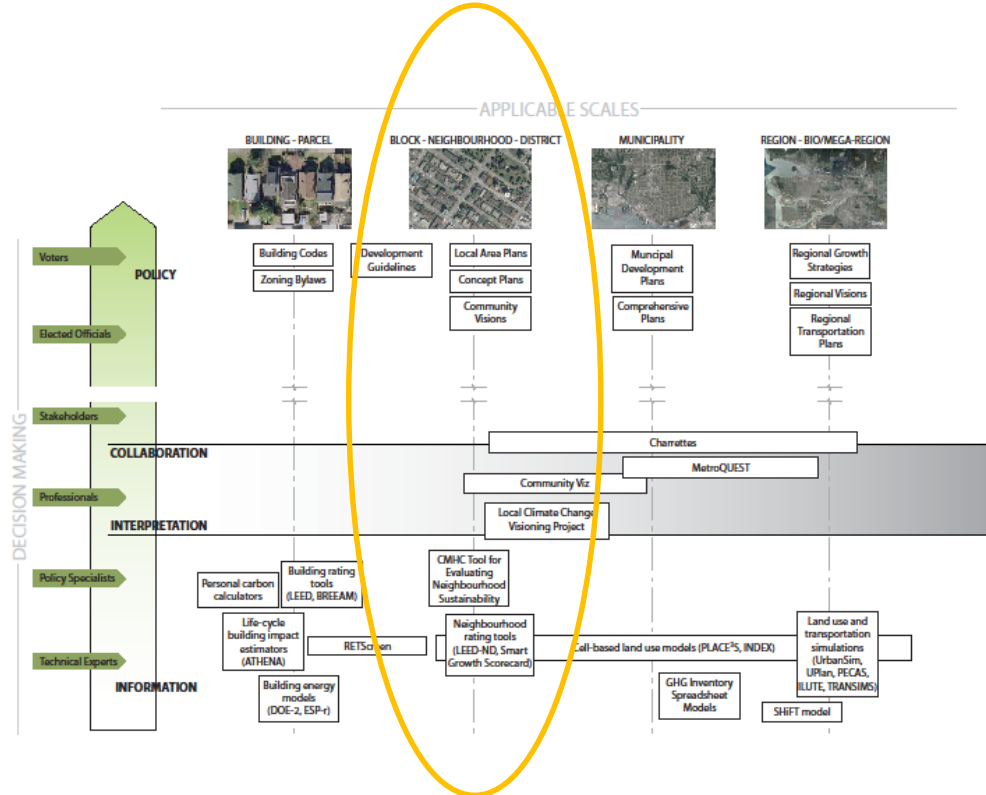 APPLICABLE SCALES
BUILDING - PARCEL
BLOCK - NEIGHBOURHOOD - DISTRICT
MUNICIPALITY
REGION - BIO/MEGA-REGION
DECISION MAKING
Voters
POLICY
Elected Officials
Stakeholders
COLLABORATION
Professionals
INTERPRETATION
Policy Specialists
Technical Experts
INFORMATION
Building Codes
Zoning Bylaws
Development
Guidelines
Local Area Plans
Concept Plans
Community
Visions
Muncipal
Development
Plans
Comprehensive
Plans
Regional Growth
Strategies
Regional Visions
Regional
Transportation
Plans
Charrettes
MetroQUEST
Community Viz
Local Climate Change
Visioning Project
Personal carbon
calculators
Building rating
tools
(LEED, BREEAM)
CMHC Tool for
Evaluating
Neighbourhood
Sustainability
Life-cycle
building impact
estimators
(ATHENA)
RETScreen
Neighbourhood
rating tools
(LEED-ND, Smart
Growth Scorecard)
Cell-based land use models (PLACE³S, INDEX)
Land use and
transportation
simulations
(UrbanSim,
UPlan, PECAS,
ILUTE, TRANSIMS)
Building energy
models
(DOE-2, ESP-r)
GHG Inventory
Spreadsheet
Models
SHiFT model